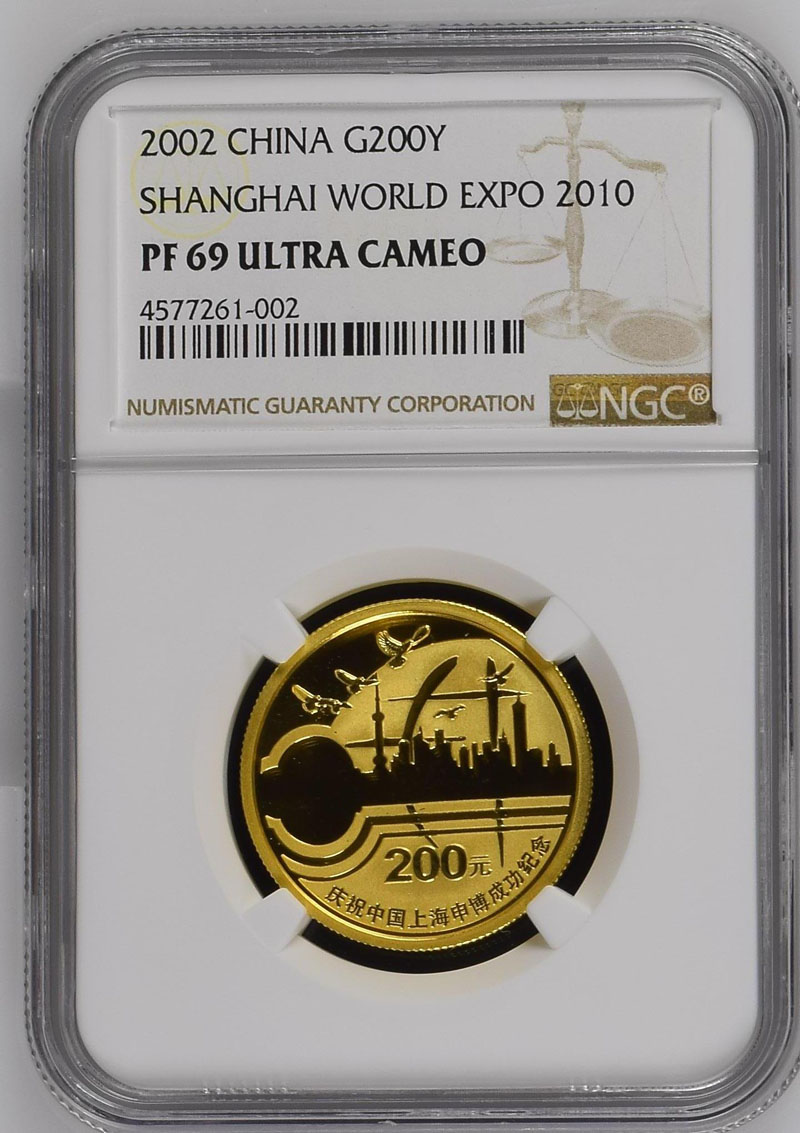 2002 CHINA G200Y
SHANGHAI WORLD EXPO 2010
PF 69 ULTRA CAMEO
4577261-002
NUMISMATIC GUARANTY CORPORATION
NGC®
200元
庆祝中国上海申博成功纪念